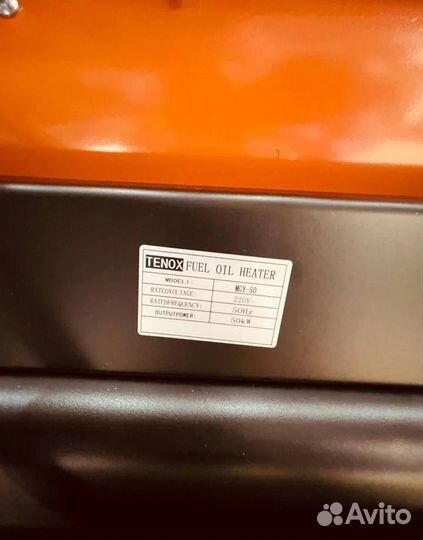 TENOX FUEL OIL HEATER
MODEL: MGY-50
RATEDVOLTAGE: 220V~
RATEDFREQUENCY: 50Hz
OUTPUTPOWER: 50kW
Avito